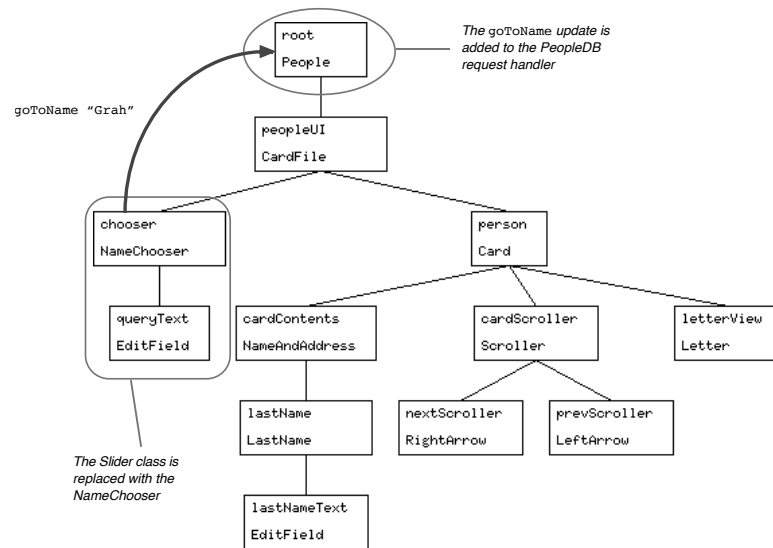 root
People
The goToName update is
added to the PeopleDB
request handler
goToName “Grah”
peopleUI
CardFile
chooser
NameChooser
person
Card
queryText
EditField
cardContents
NameAndAddress
cardScroller
Scroller
letterView
Letter
lastName
LastName
nextScroller
RightArrow
prevScroller
LeftArrow
The Slider class is
replaced with the
NameChooser
lastNameText
EditField